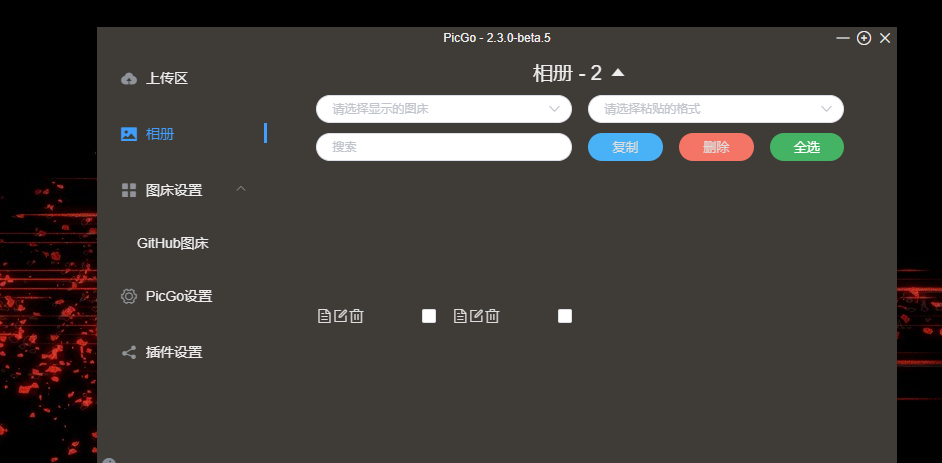 PicGo - 2.3.0-beta.5
上传区
相册
图床设置
GitHub图床
PicGo设置
插件设置
相册 - 2
请选择显示的图床
请选择粘贴的格式
搜索
复制
删除
全选